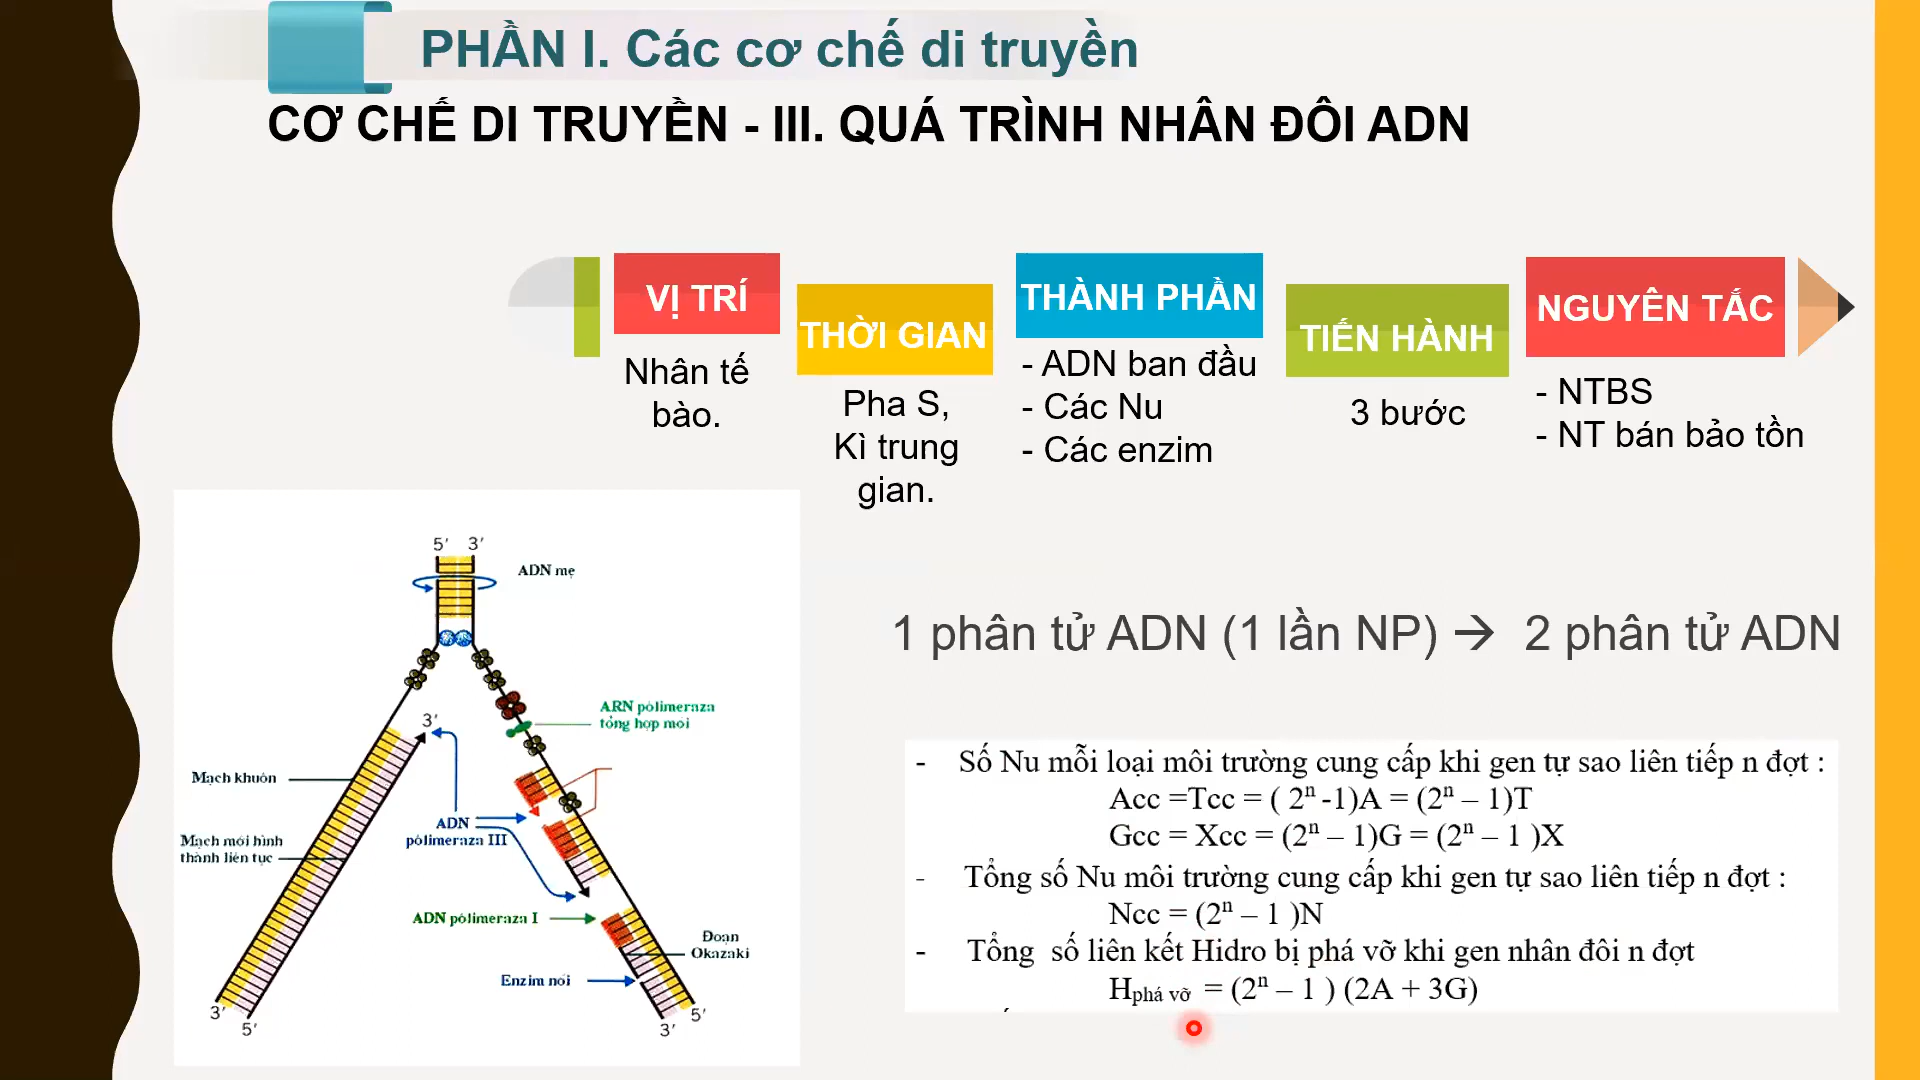 PHẦN I. Các cơ chế di truyền
CƠ CHẾ DI TRUYỀN - III. QUÁ TRÌNH NHÂN ĐÔI ADN
VỊ TRÍ
Nhân tế
bào.
THỜI GIAN
Pha S,
Kì trung
gian.
THÀNH PHẦN
- ADN ban đầu
- Các Nu
- Các enzim
TIẾN HÀNH
3 bước
NGUYÊN TẮC
- NTBS
- NT bán bảo tồn
5' 3'
ADN mẹ
ARN pôlimeraza
tổng hợp mồi
3'
Mạch khuôn
ADN
pôlimeraza III
Mạch mới hình
thành liên tục
ADN pôlimeraza I
Đoạn
Okazaki
Enzim nối
3'
5'
5'
3'
1 phân tử ADN (1 lần NP) → 2 phân tử ADN
- Số Nu mỗi loại môi trường cung cấp khi gen tự sao liên tiếp n đợt :
Acc =Tcc = ( 2ⁿ -1)A = (2ⁿ – 1)T
Gcc = Xcc = (2ⁿ – 1)G = (2ⁿ – 1 )X
- Tổng số Nu môi trường cung cấp khi gen tự sao liên tiếp n đợt :
Ncc = (2ⁿ – 1 )N
- Tổng số liên kết Hidro bị phá vỡ khi gen nhân đôi n đợt
Hphá vỡ = (2ⁿ – 1 ) (2A + 3G)